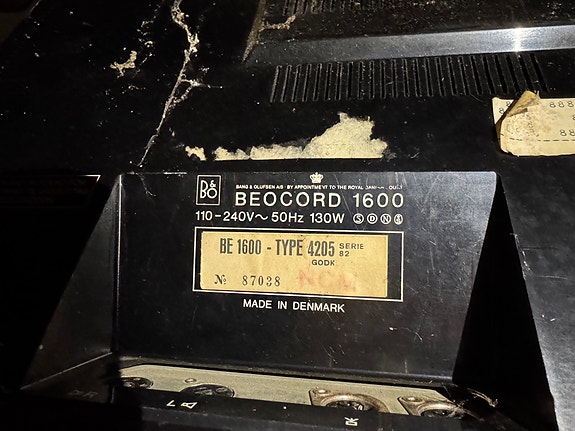 888
B&O
BANG & OLUFSEN A/S · BY APPOINTMENT TO THE ROYAL
BEOCORD 1600
110-240V~ 50Hz 130W Ⓢ Ⓓ Ⓝ
BE 1600 - TYPE 4205 SERIE 82
GODK
№ 87038
MADE IN DENMARK